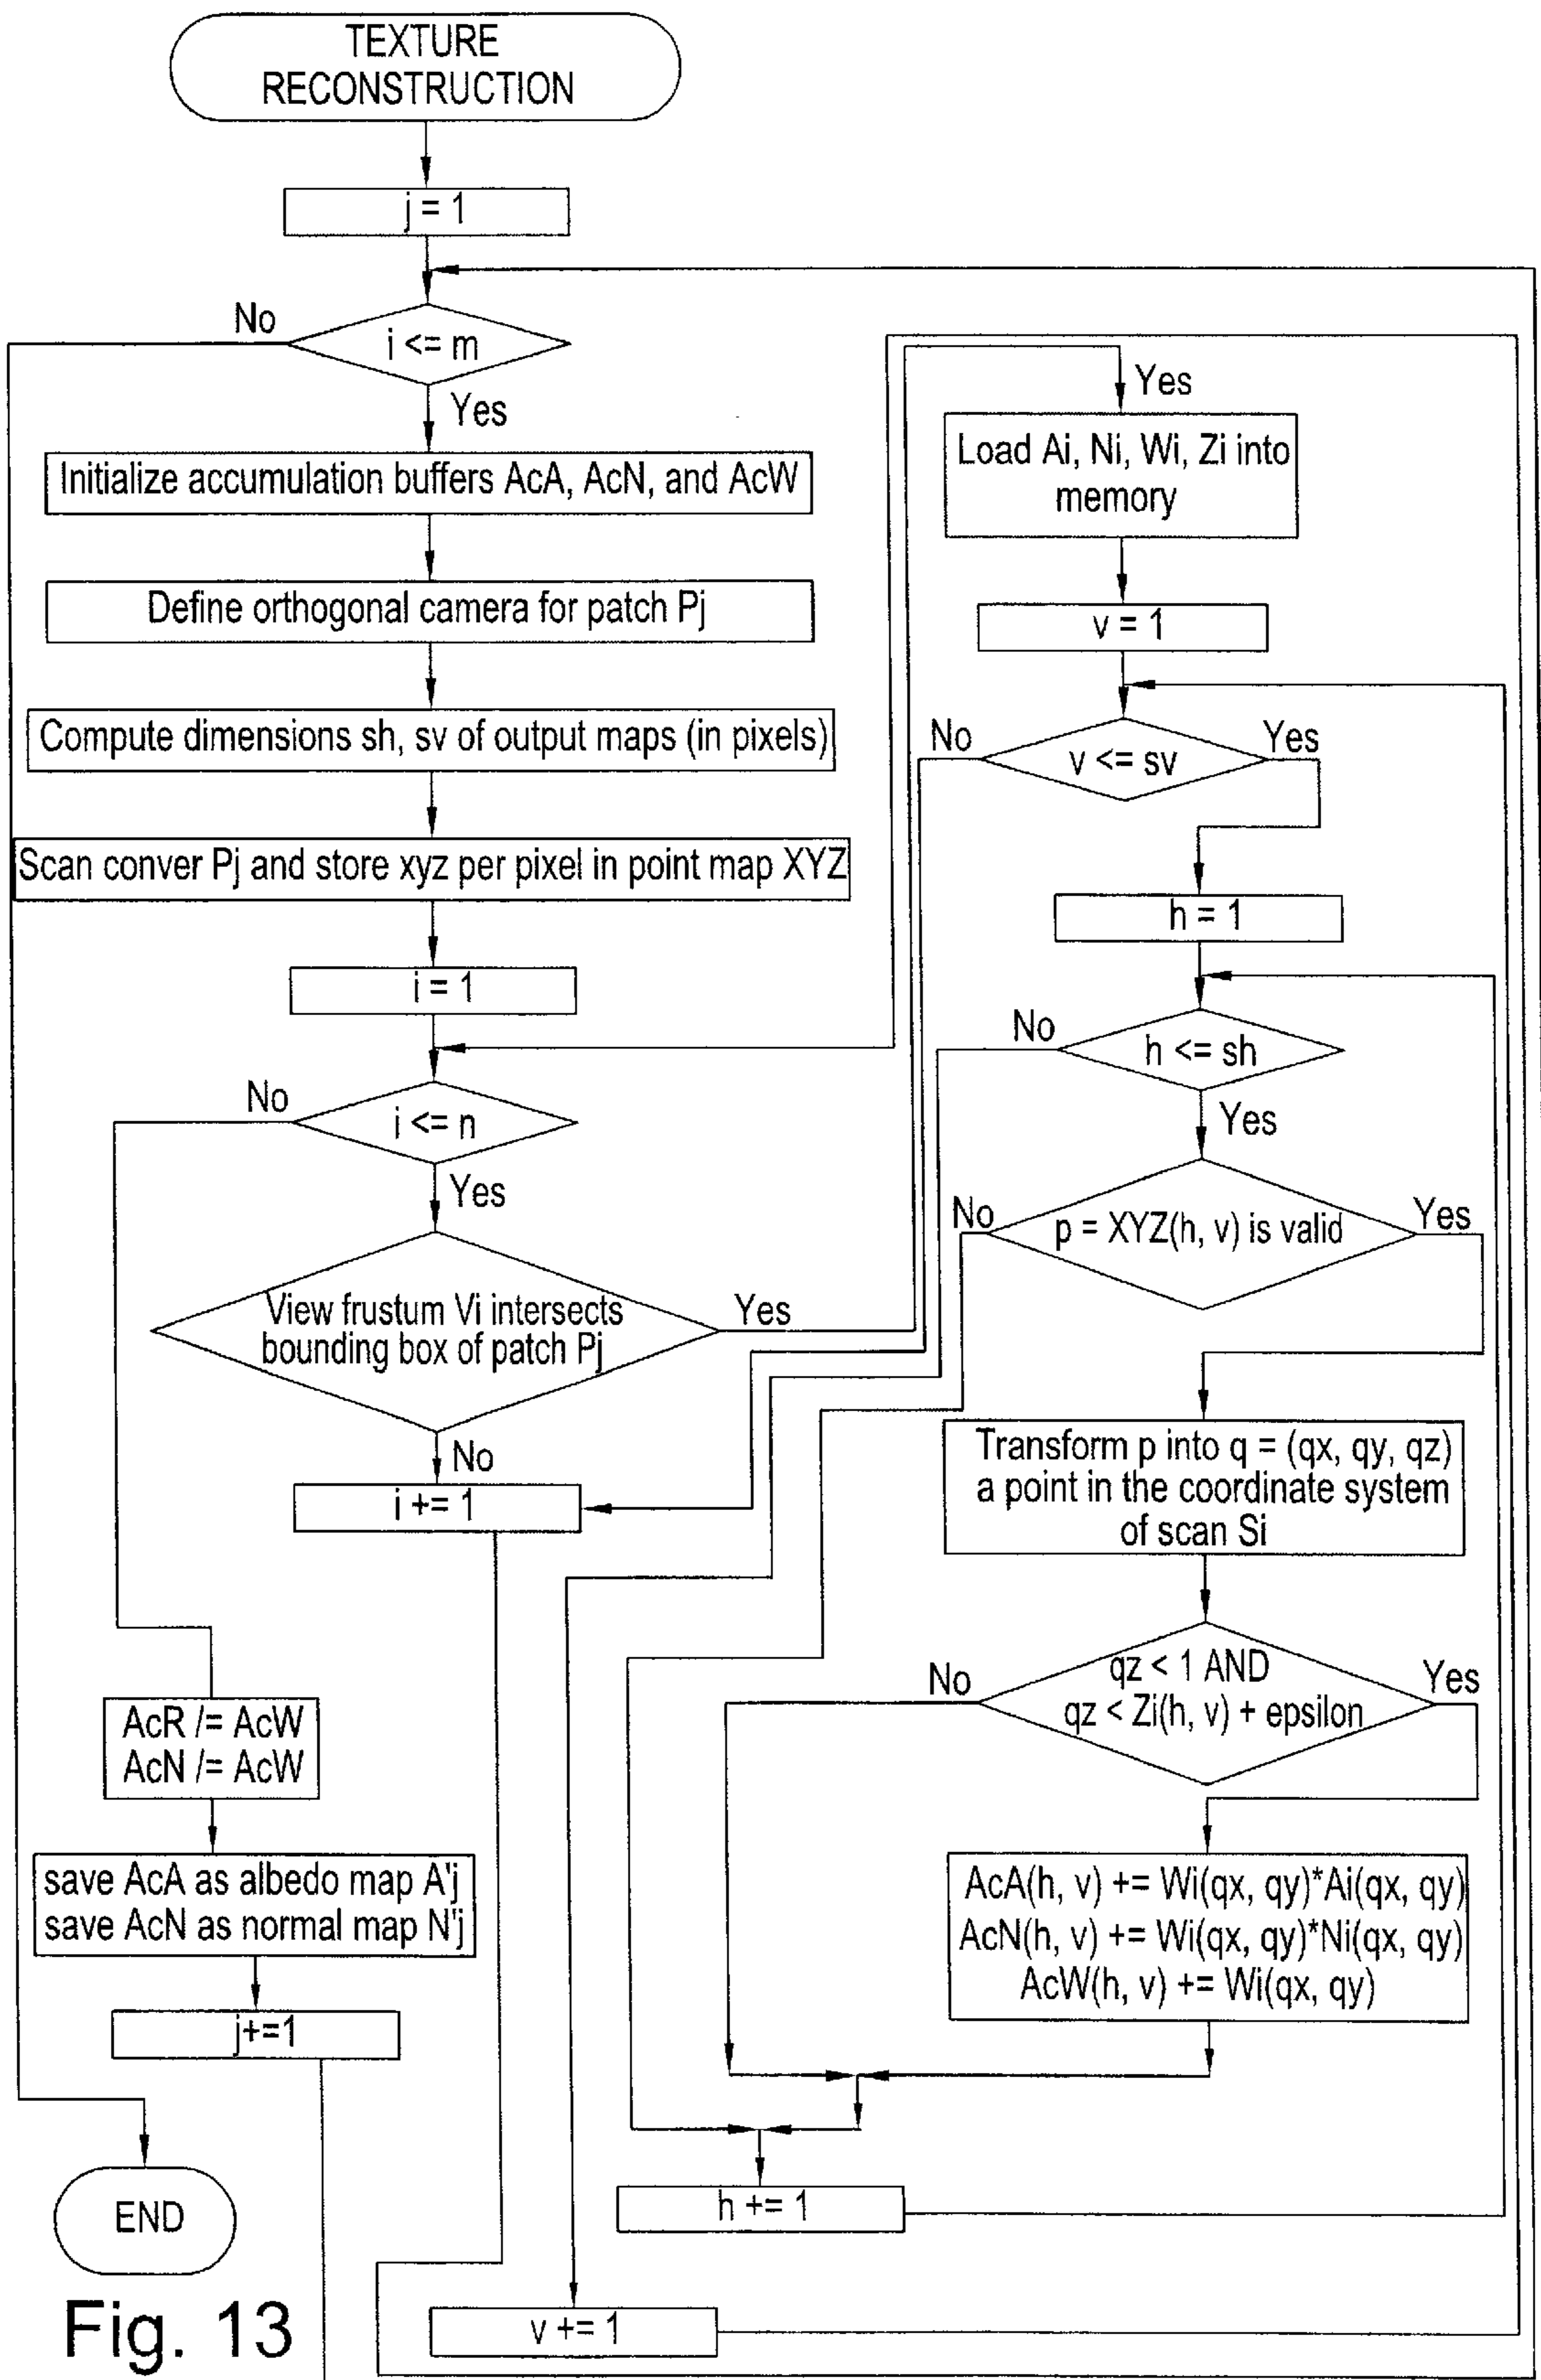 TEXTURE
RECONSTRUCTION
j = 1
i <= m
No
Yes
Initialize accumulation buffers AcA, AcN, and AcW
Define orthogonal camera for patch Pj
Compute dimensions sh, sv of output maps (in pixels)
Scan conver Pj and store xyz per pixel in point map XYZ
i = 1
i <= n
No
Yes
View frustum Vi intersects
bounding box of patch Pj
Yes
No
i += 1
AcR /= AcW
AcN /= AcW
save AcA as albedo map A'j
save AcN as normal map N'j
j+=1
END
Yes
Load Ai, Ni, Wi, Zi into
memory
v = 1
No
v <= sv
Yes
h = 1
No
h <= sh
Yes
No
p = XYZ(h, v) is valid
Yes
Transform p into q = (qx, qy, qz)
a point in the coordinate system
of scan Si
No
qz < 1 AND
qz < Zi(h, v) + epsilon
Yes
AcA(h, v) += Wi(qx, qy)*Ai(qx, qy)
AcN(h, v) += Wi(qx, qy)*Ni(qx, qy)
AcW(h, v) += Wi(qx, qy)
h += 1
v += 1
Fig. 13